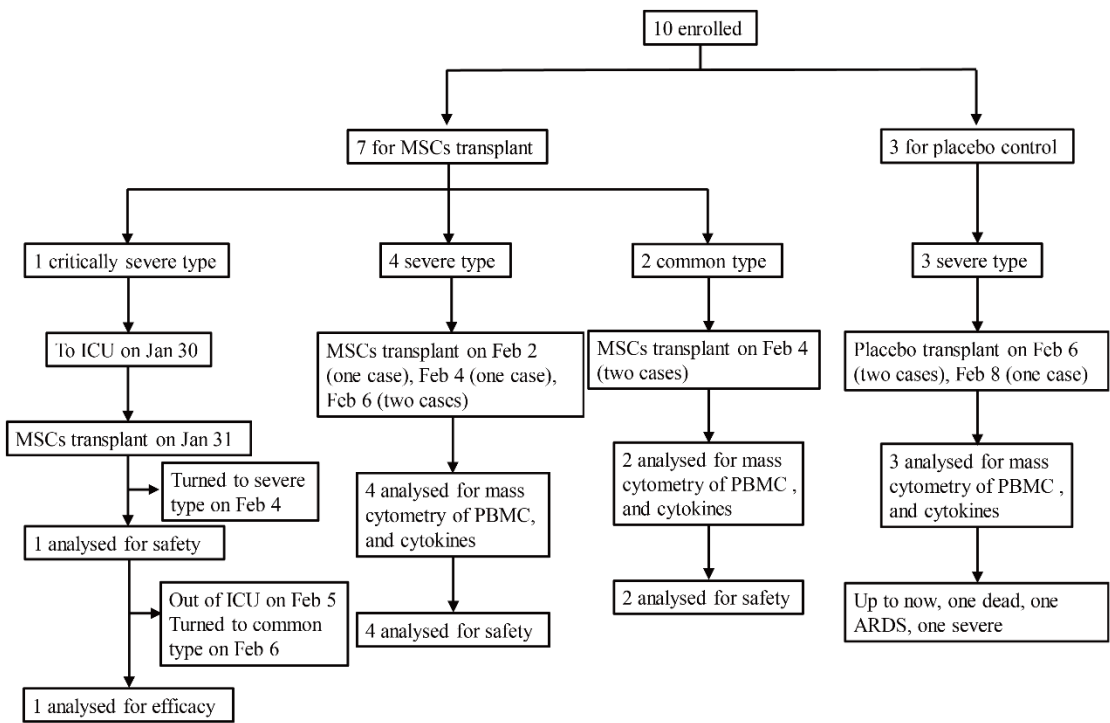 10 enrolled
7 for MSCs transplant
3 for placebo control
1 critically severe type
4 severe type
2 common type
3 severe type
To ICU on Jan 30
MSCs transplant on Feb 2
(one case), Feb 4 (one case),
Feb 6 (two cases)
MSCs transplant on Feb 4
(two cases)
Placebo transplant on Feb 6
(two cases), Feb 8 (one case)
MSCs transplant on Jan 31
Turned to severe
type on Feb 4
4 analysed for mass
cytometry of PBMC,
and cytokines
2 analysed for mass
cytometry of PBMC ,
and cytokines
3 analysed for mass
cytometry of PBMC ,
and cytokines
1 analysed for safety
Out of ICU on Feb 5
Turned to common
type on Feb 6
4 analysed for safety
2 analysed for safety
Up to now, one dead, one
ARDS, one severe
1 analysed for efficacy